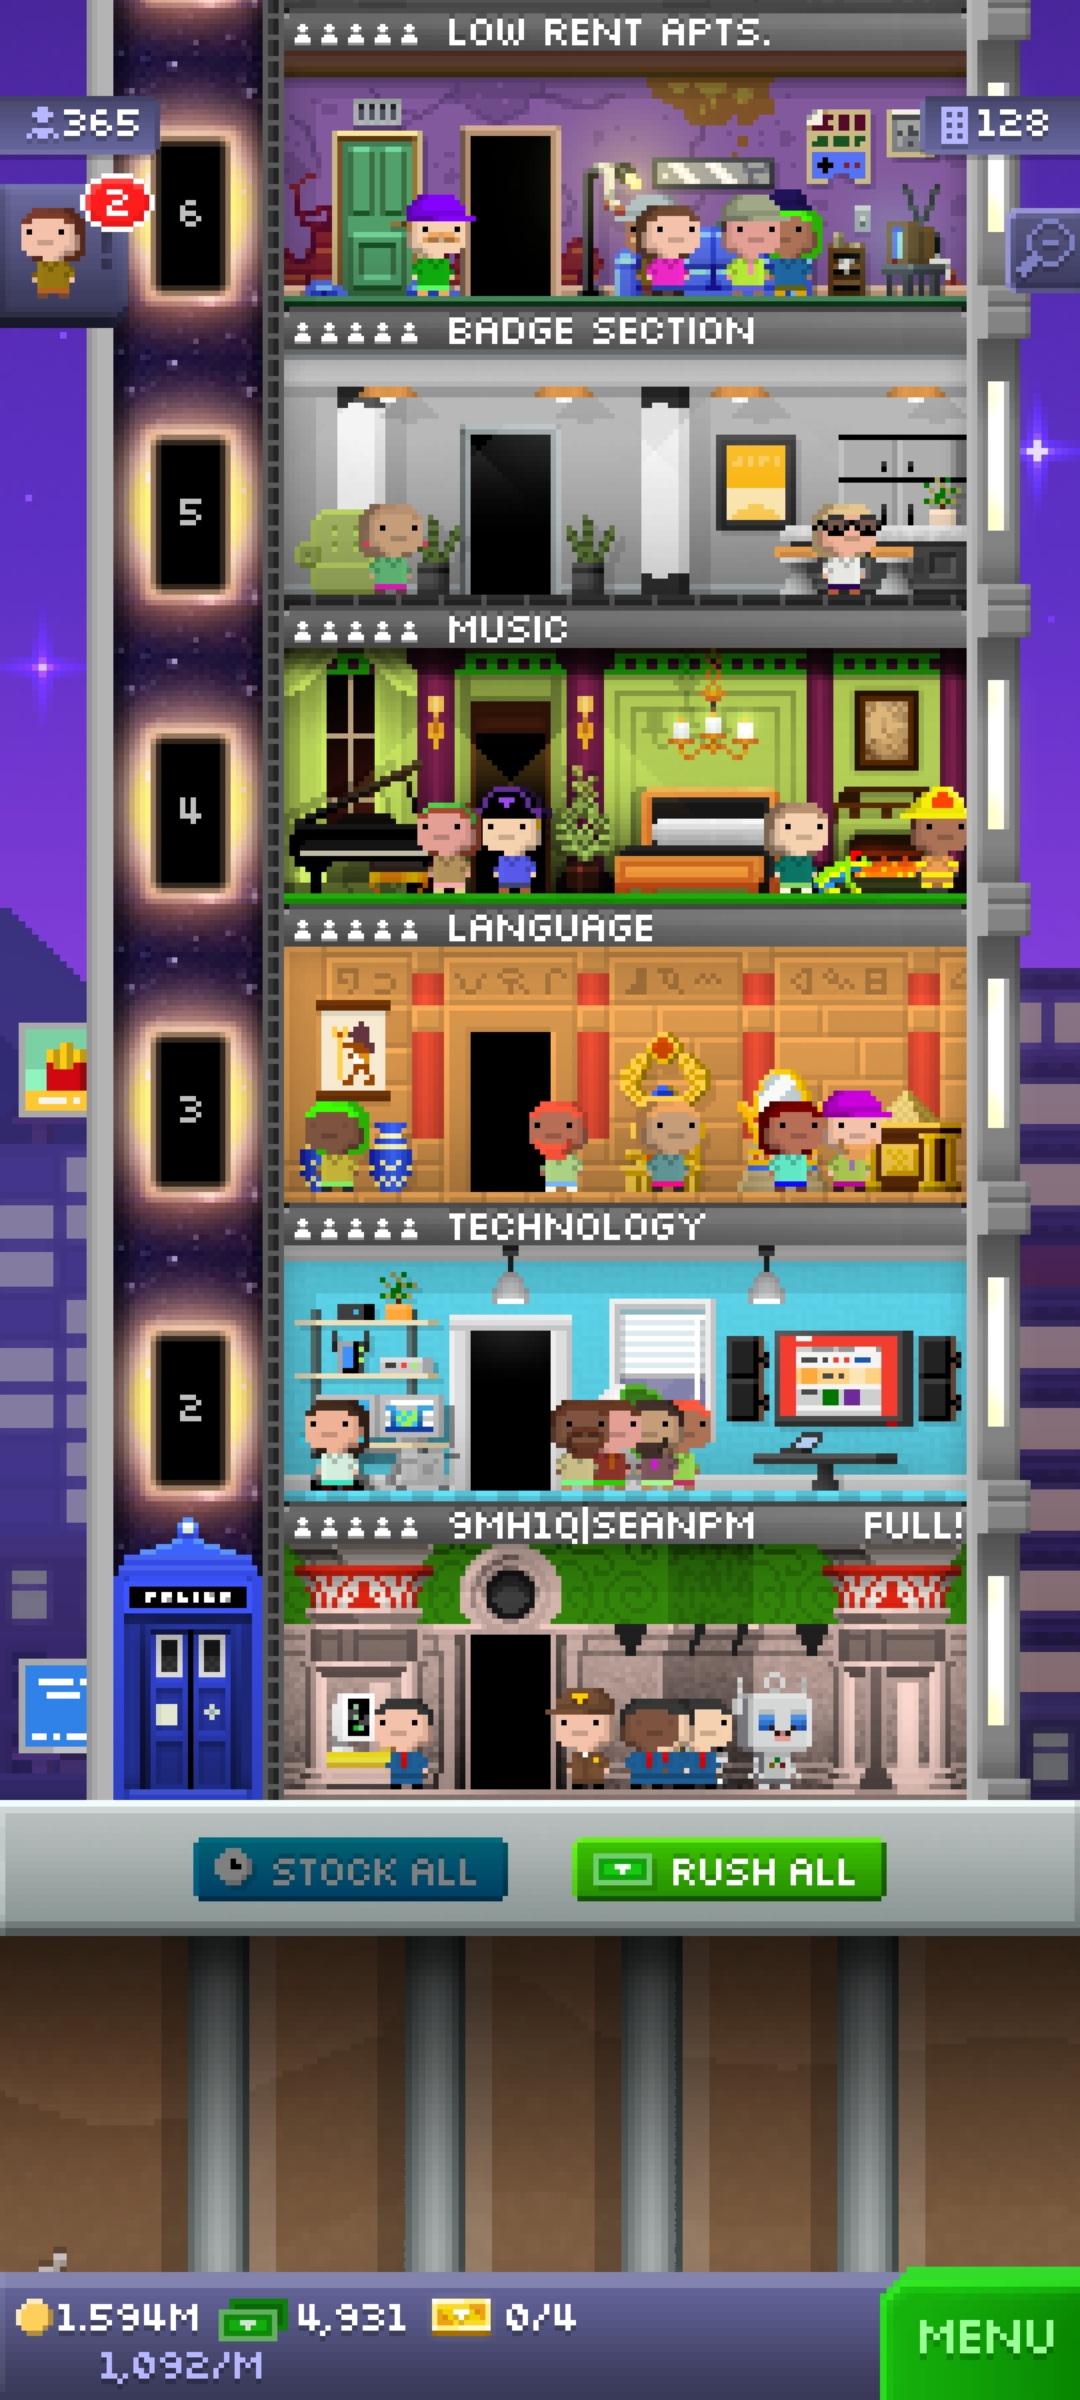 LOW RENT APTS.
365
128
2
6
BADGE SECTION
5
MUSIC
4
LANGUAGE
3
TECHNOLOGY
2
9MH1Q|SEANPM FULL!
POLICE
STOCK ALL
RUSH ALL
1.594M 4,931 0/4
1,092/M
MENU